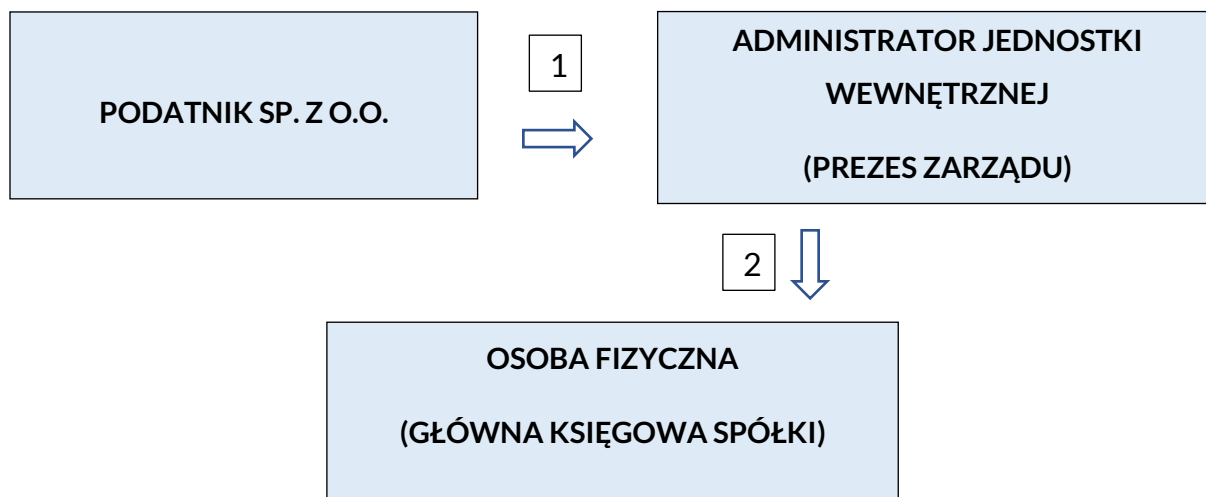 PODATNIK SP. Z O.O.
1
ADMINISTRATOR JEDNOSTKI
WEWNĘTRZNEJ
(PREZES ZARZĄDU)
2
OSOBA FIZYCZNA
(GŁÓWNA KSIĘGOWA SPÓŁKI)